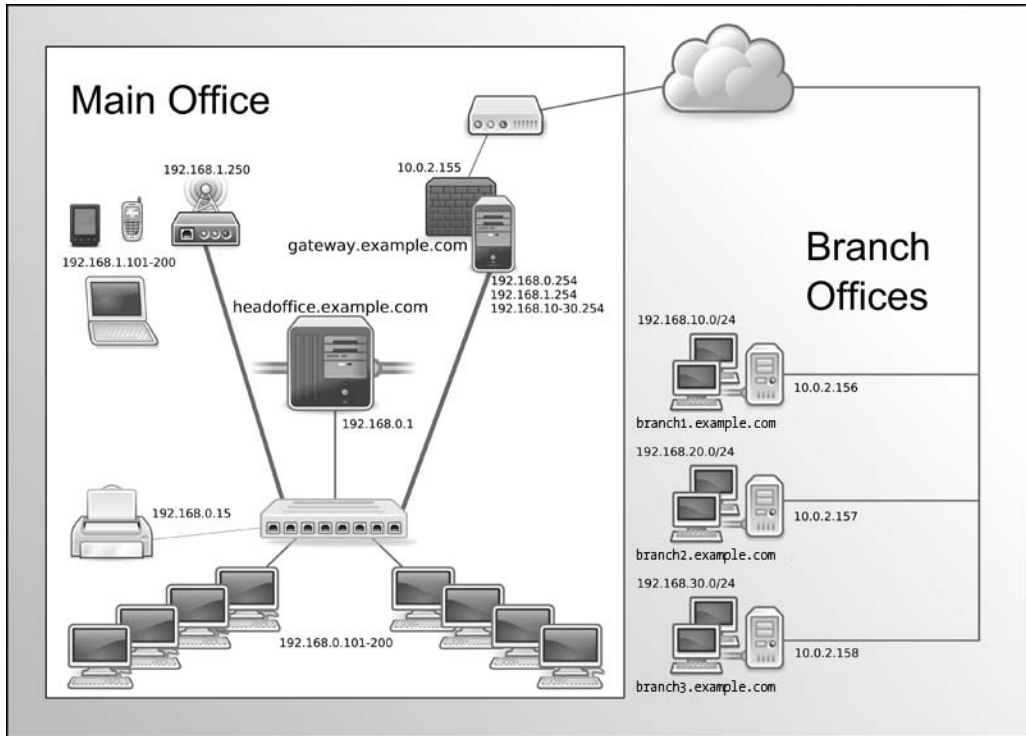 Main Office
192.168.1.250
10.0.2.155
gateway.example.com
192.168.1.101-200
192.168.0.254
192.168.1.254
192.168.10-30.254
headoffice.example.com
192.168.0.1
192.168.0.15
192.168.0.101-200
Branch
Offices
192.168.10.0/24
10.0.2.156
branch1.example.com
192.168.20.0/24
10.0.2.157
branch2.example.com
192.168.30.0/24
10.0.2.158
branch3.example.com